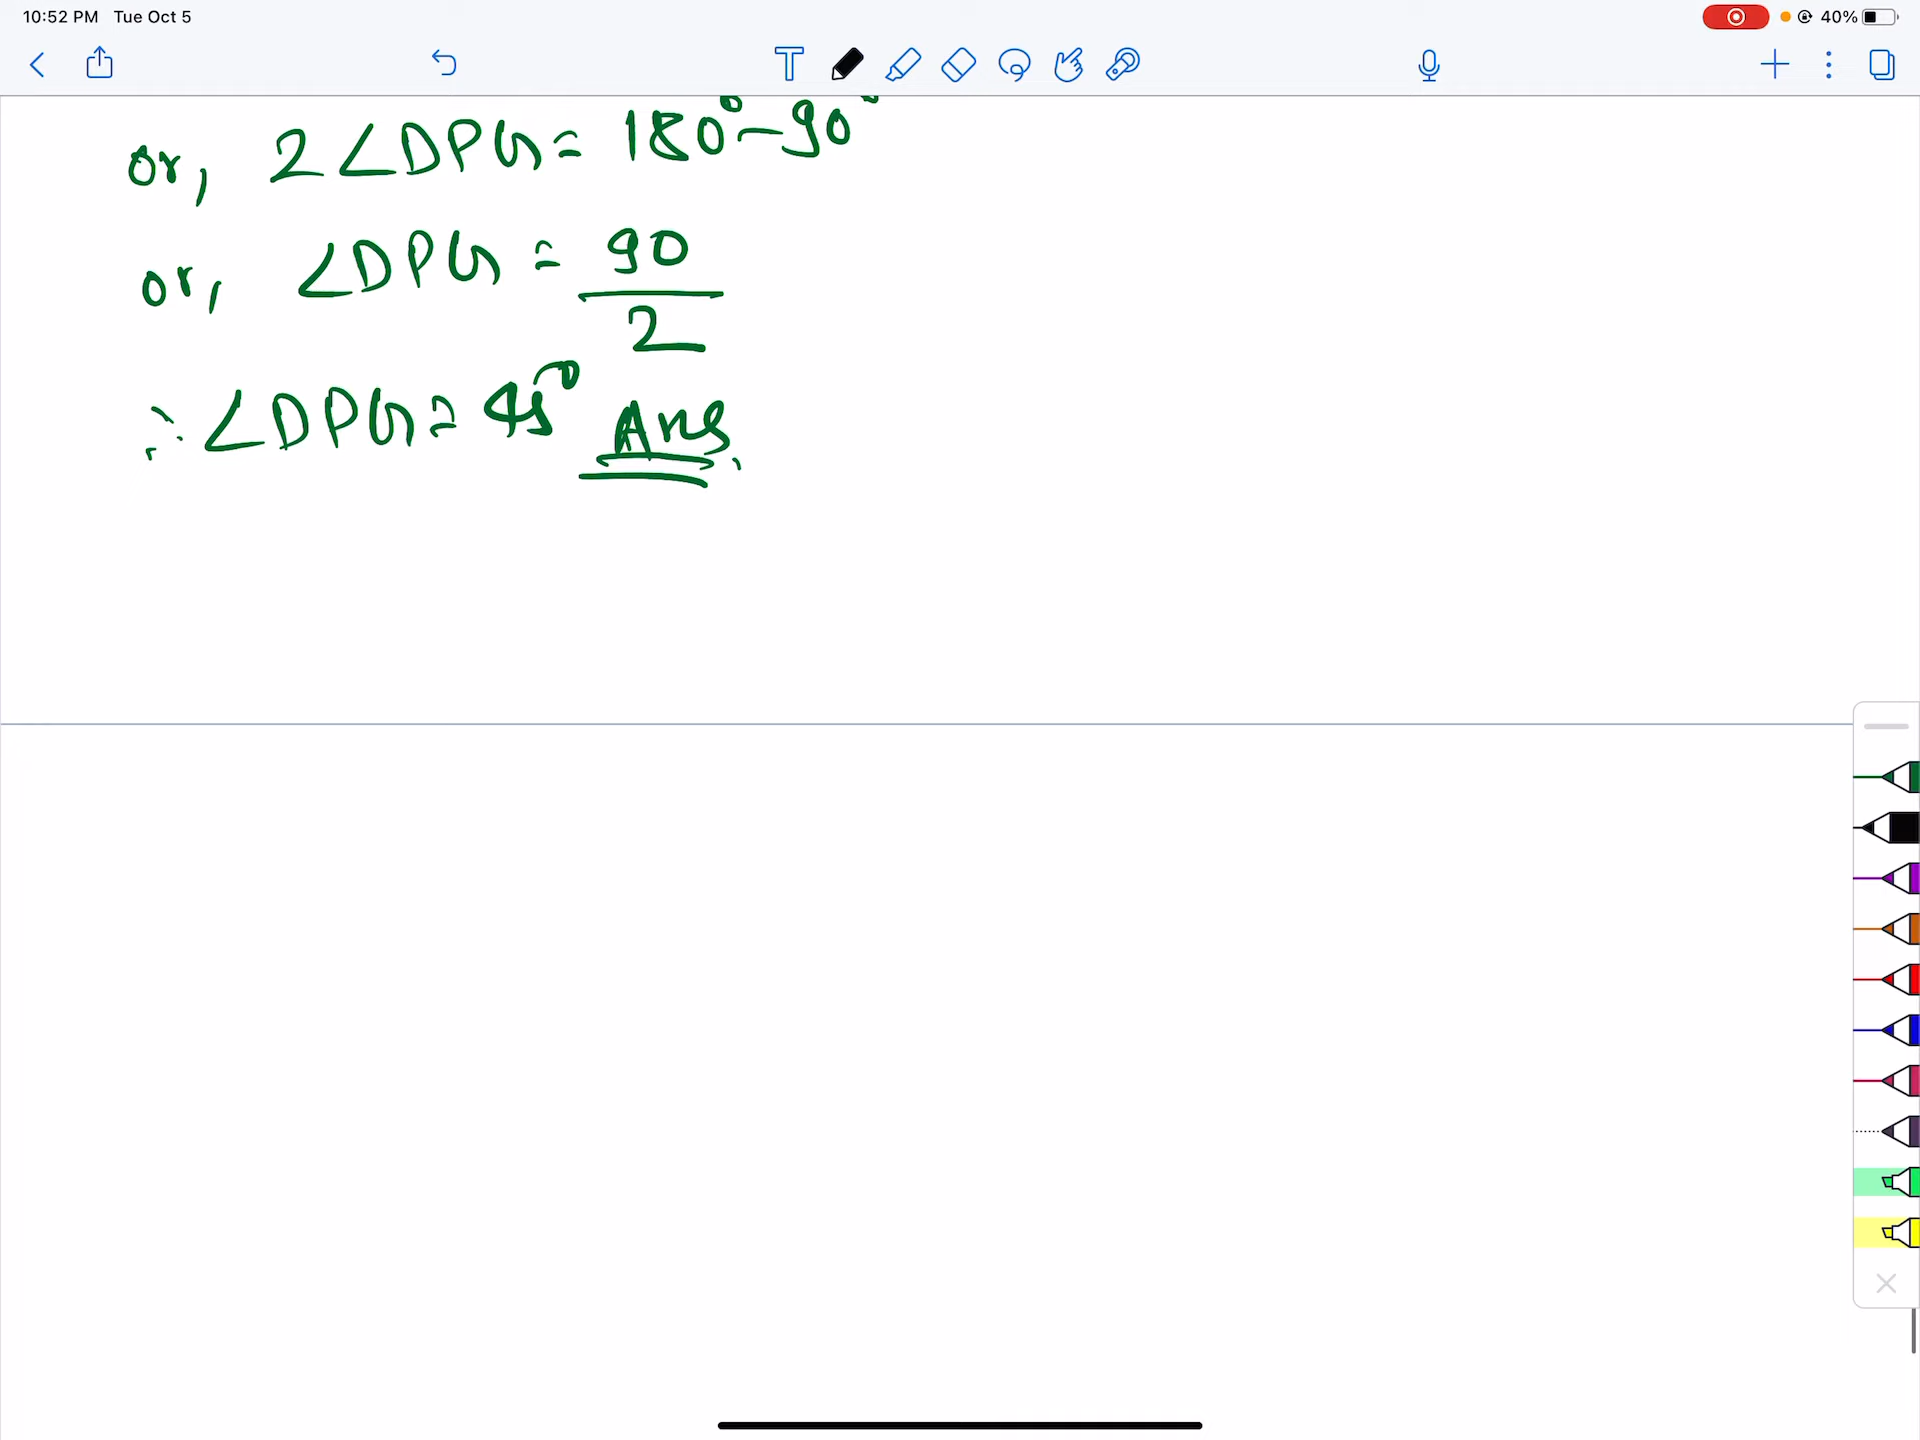 10:52 PM Tue Oct 5
40%
or, 2∠DPG = 180° - 90°
or, ∠DPG = 90/2
∴ ∠DPG = 45° Ans.